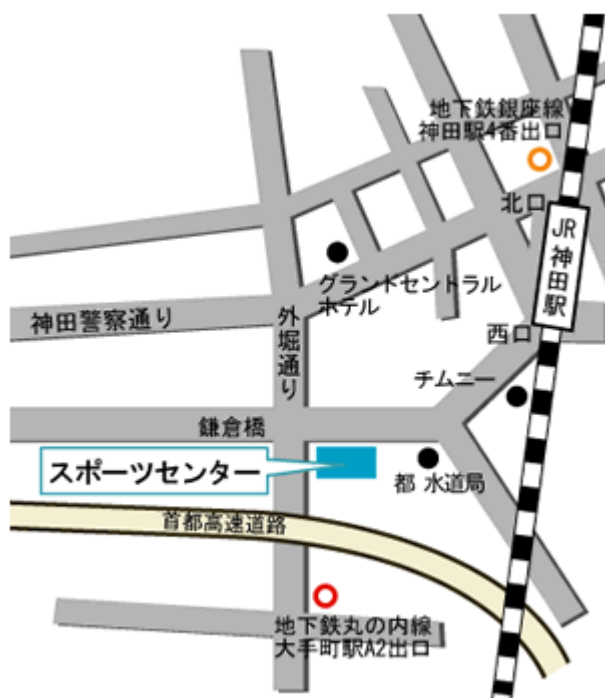 地下鉄銀座線
神田駅4番出口
北口
JR神田駅
グランドセントラル
ホテル
神田警察通り
外堀通り
西口
チムニー
鎌倉橋
スポーツセンター
都 水道局
首都高速道路
地下鉄丸の内線
大手町駅A2出口